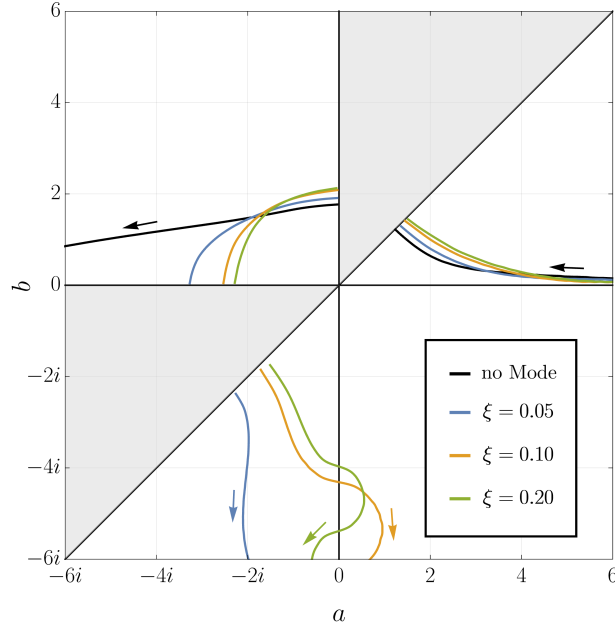 6
4
2
b
0
−2i
−4i
−6i
no Mode
ξ = 0.05
ξ = 0.10
ξ = 0.20
−6i −4i −2i 0 2 4 6
a